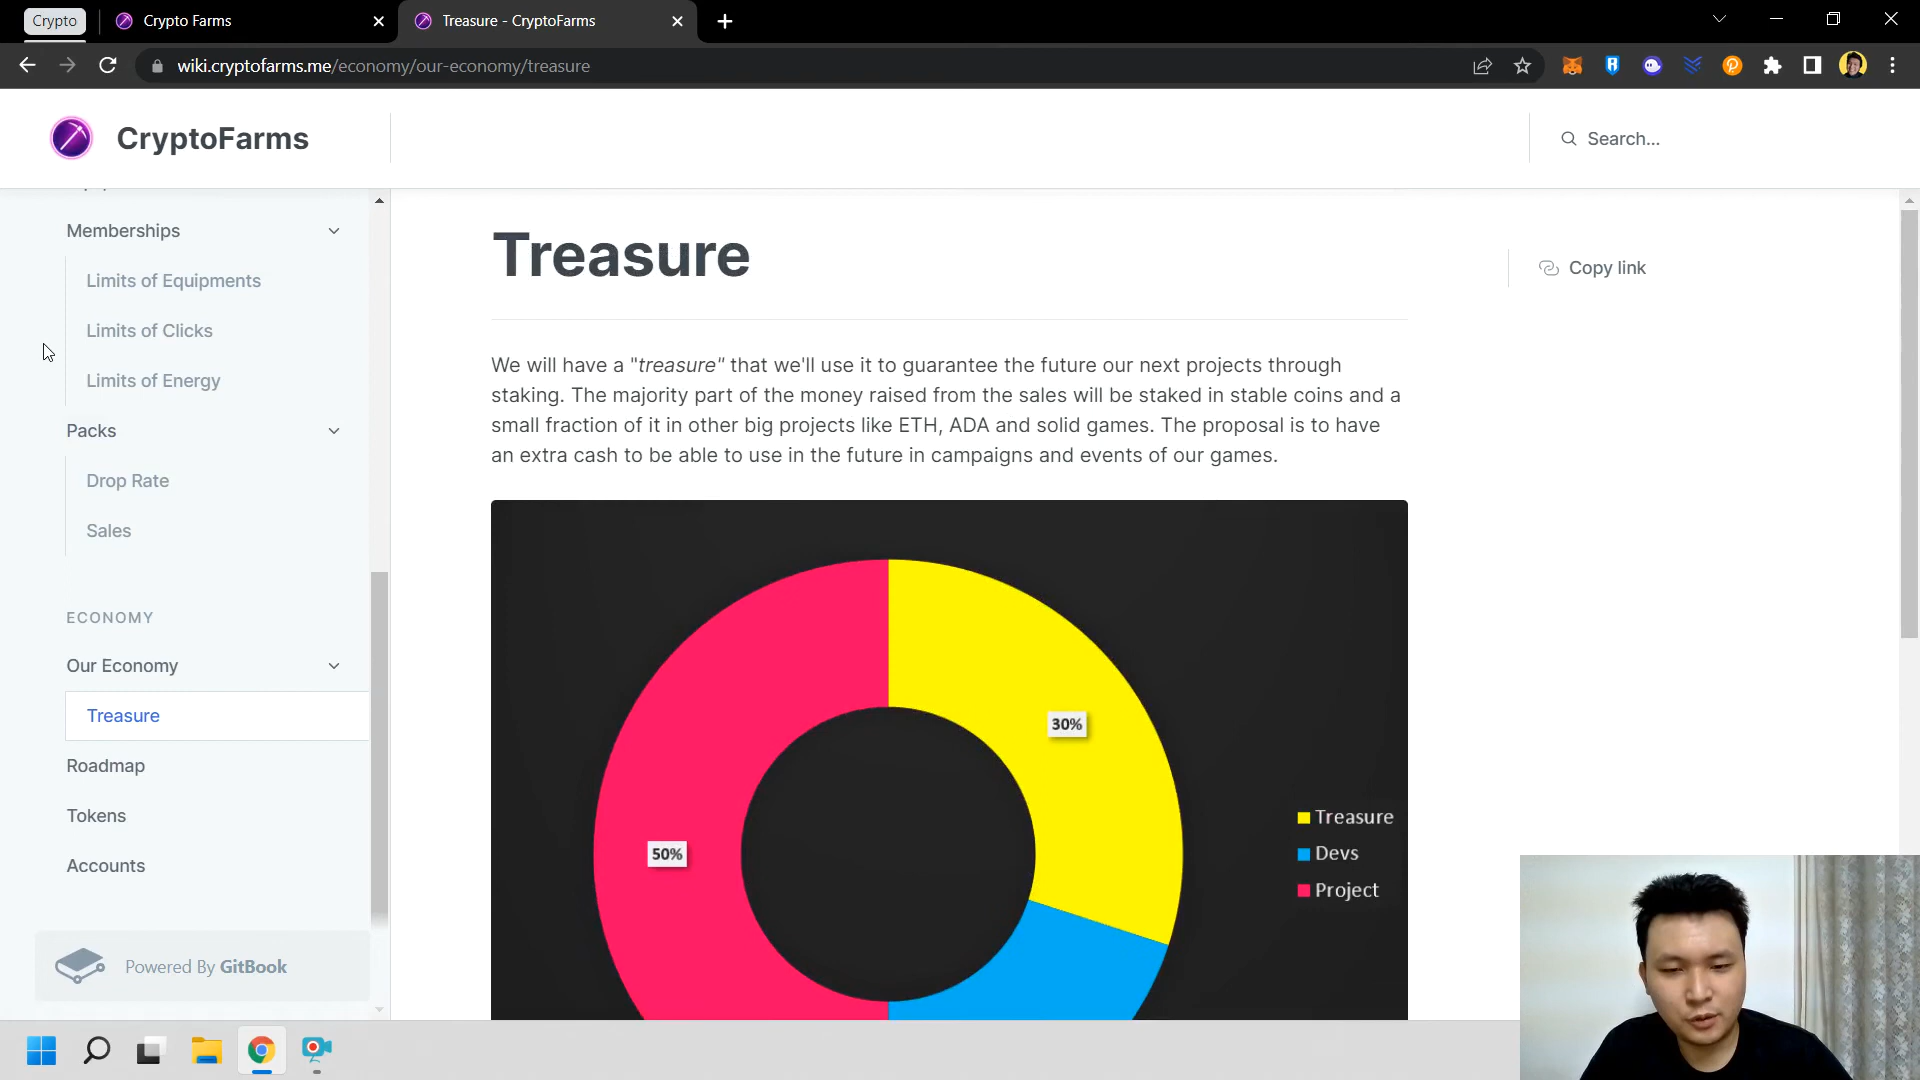 Crypto
Crypto Farms
Treasure - CryptoFarms
wiki.cryptofarms.me/economy/our-economy/treasure
CryptoFarms
Search...
Memberships
Limits of Equipments
Limits of Clicks
Limits of Energy
Packs
Drop Rate
Sales
ECONOMY
Our Economy
Treasure
Roadmap
Tokens
Accounts
Powered By GitBook
Treasure
Copy link
We will have a "treasure" that we'll use it to guarantee the future our next projects through
staking. The majority part of the money raised from the sales will be staked in stable coins and a
small fraction of it in other big projects like ETH, ADA and solid games. The proposal is to have
an extra cash to be able to use in the future in campaigns and events of our games.
30%
50%
Treasure
Devs
Project